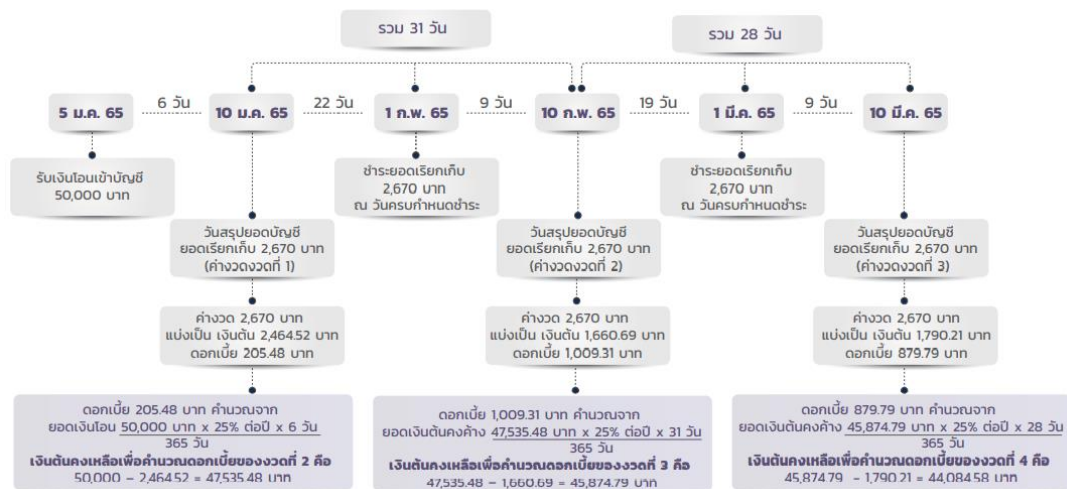 รวม 31 วัน
รวม 28 วัน
5 ม.ค. 65
6 วัน
10 ม.ค. 65
22 วัน
1 ก.พ. 65
9 วัน
10 ก.พ. 65
19 วัน
1 มี.ค. 65
9 วัน
10 มี.ค. 65
รับเงินโอนเข้าบัญชี
50,000 บาท
ชำระยอดเรียกเก็บ
2,670 บาท
ณ วันครบกำหนดชำระ
ชำระยอดเรียกเก็บ
2,670 บาท
ณ วันครบกำหนดชำระ
วันสรุปยอดบัญชี
ยอดเรียกเก็บ 2,670 บาท
(ค่างวดงวดที่ 1)
วันสรุปยอดบัญชี
ยอดเรียกเก็บ 2,670 บาท
(ค่างวดงวดที่ 2)
วันสรุปยอดบัญชี
ยอดเรียกเก็บ 2,670 บาท
(ค่างวดงวดที่ 3)
ค่างวด 2,670 บาท
แบ่งเป็น เงินต้น 2,464.52 บาท
ดอกเบี้ย 205.48 บาท
ค่างวด 2,670 บาท
แบ่งเป็น เงินต้น 1,660.69 บาท
ดอกเบี้ย 1,009.31 บาท
ค่างวด 2,670 บาท
แบ่งเป็น เงินต้น 1,790.21 บาท
ดอกเบี้ย 879.79 บาท
ดอกเบี้ย 205.48 บาท คำนวณจาก
ยอดเงินโอน 50,000 บาท x 25% ต่อปี x 6 วัน
365 วัน
เงินต้นคงเหลือเพื่อคำนวณดอกเบี้ยของงวดที่ 2 คือ
50,000 – 2,464.52 = 47,535.48 บาท
ดอกเบี้ย 1,009.31 บาท คำนวณจาก
ยอดเงินต้นคงค้าง 47,535.48 บาท x 25% ต่อปี x 31 วัน
365 วัน
เงินต้นคงเหลือเพื่อคำนวณดอกเบี้ยของงวดที่ 3 คือ
47,535.48 – 1,660.69 = 45,874.79 บาท
ดอกเบี้ย 879.79 บาท คำนวณจาก
ยอดเงินต้นคงค้าง 45,874.79 บาท x 25% ต่อปี x 28 วัน
365 วัน
เงินต้นคงเหลือเพื่อคำนวณดอกเบี้ยของงวดที่ 4 คือ
45,874.79 – 1,790.21 = 44,084.58 บาท